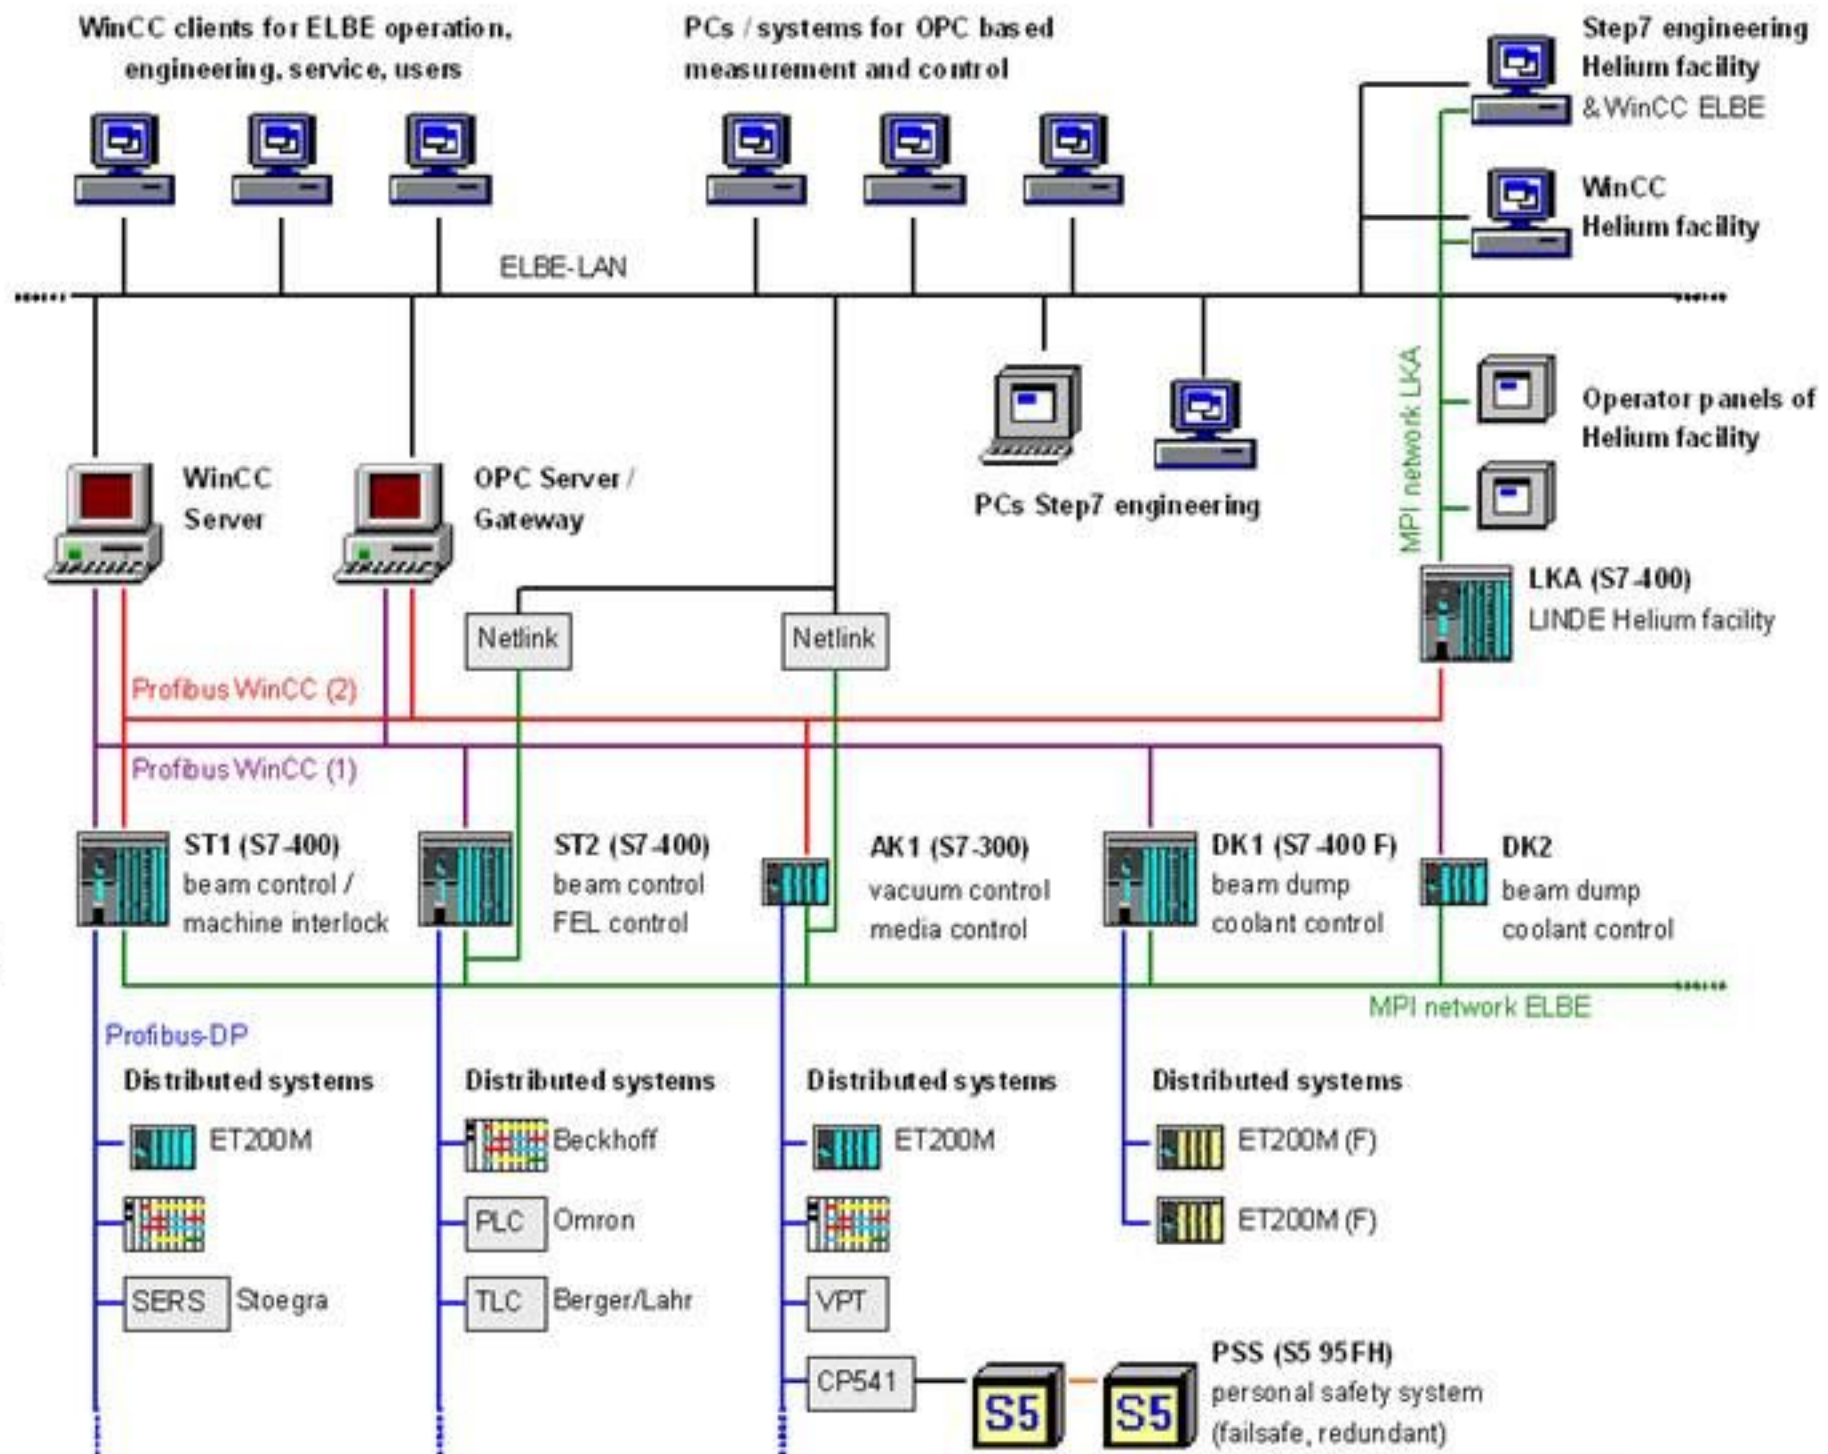 WinCC clients for ELBE operation,
engineering, service, users
PCs / systems for OPC based
measurement and control
Step7 engineering
Helium facility
& WinCC ELBE
WinCC
Helium facility
ELBE-LAN
MPI network LKA
Operator panels of
Helium facility
WinCC
Server
OPC Server /
Gateway
PCs Step7 engineering
LKA (S7-400)
LINDE Helium facility
Netlink
Netlink
Profibus WinCC (2)
Profibus WinCC (1)
ST1 (S7-400)
beam control /
machine interlock
ST2 (S7-400)
beam control
FEL control
AK1 (S7-300)
vacuum control
media control
DK1 (S7-400 F)
beam dump
coolant control
DK2
beam dump
coolant control
MPI network ELBE
Profibus-DP
Distributed systems
ET200M
SERS
Stoegra
Distributed systems
Beckhoff
PLC
Omron
TLC
Berger/Lahr
Distributed systems
ET200M
VPT
CP541
S5
S5
Distributed systems
ET200M (F)
ET200M (F)
PSS (S5 95FH)
personal safety system
(failsafe, redundant)